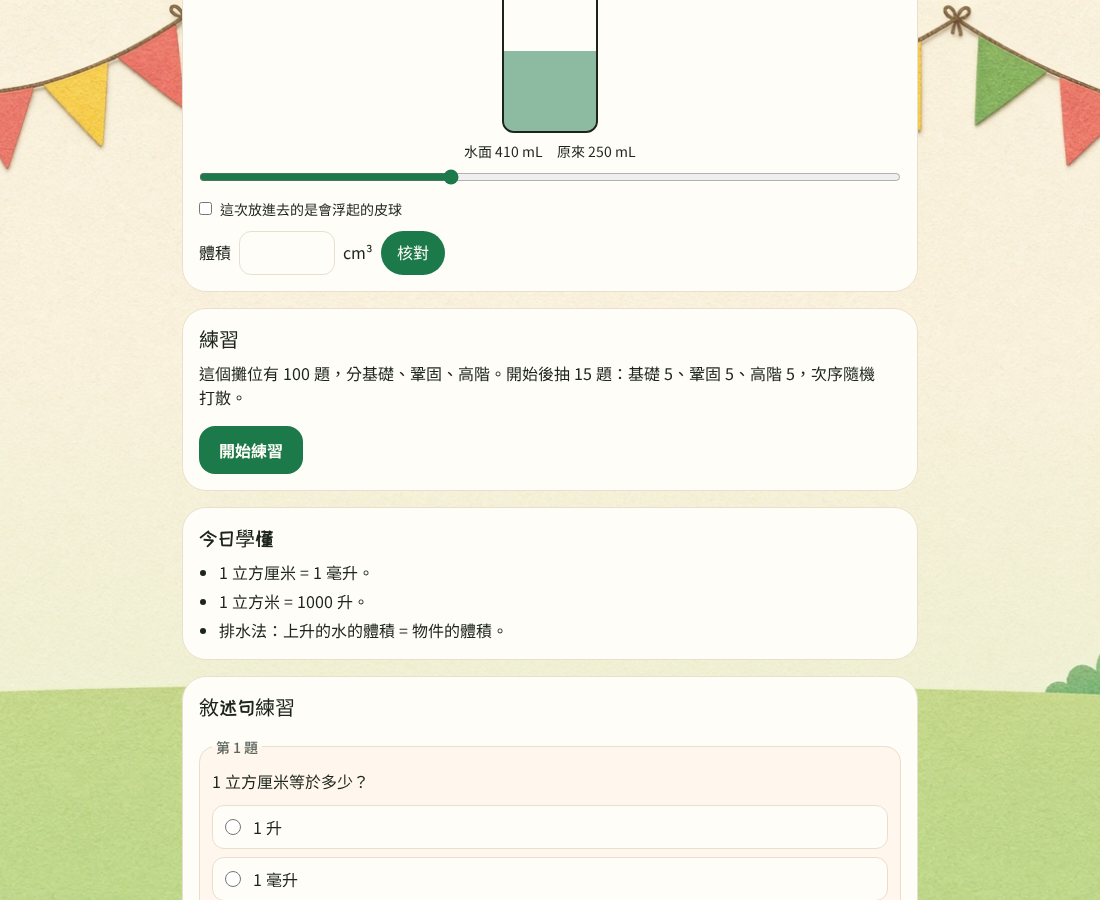 水面 410 mL 原來 250 mL
這次放進去的是會浮起的皮球
體積 cm³ 核對
練習
這個攤位有 100 題，分基礎、鞏固、高階。開始後抽 15 題：基礎 5、鞏固 5、高階 5，次序隨機
打散。
開始練習
今日學懂
1 立方厘米 = 1 毫升。
1 立方米 = 1000 升。
排水法：上升的水的體積 = 物件的體積。
敘述句練習
第 1 題
1 立方厘米等於多少？
1 升
1 毫升